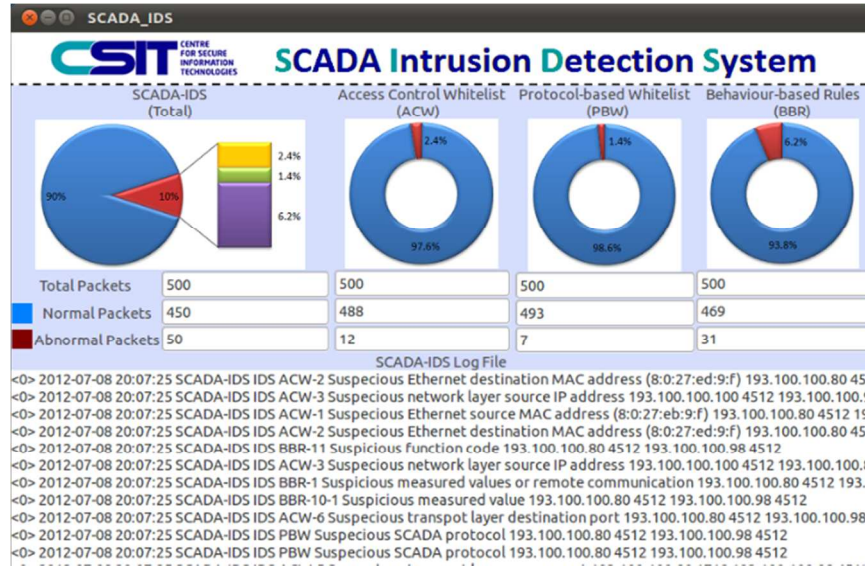 SCADA_IDS
CSIT CENTRE FOR SECURE INFORMATION TECHNOLOGIES
SCADA Intrusion Detection System
SCADA-IDS (Total)
Access Control Whitelist (ACW)
Protocol-based Whitelist (PBW)
Behaviour-based Rules (BBR)
90% 10% 2.4% 1.4% 6.2%
2.4% 97.6%
1.4% 98.6%
6.2% 93.8%
Total Packets 500 500 500 500
Normal Packets 450 488 493 469
Abnormal Packets 50 12 7 31
SCADA-IDS Log File
<0> 2012-07-08 20:07:25 SCADA-IDS IDS ACW-2 Suspecious Ethernet destination MAC address (8:0:27:ed:9:f) 193.100.100.80 45
<0> 2012-07-08 20:07:25 SCADA-IDS IDS ACW-3 Suspecious network layer source IP address 193.100.100.100 4512 193.100.100.9
<0> 2012-07-08 20:07:25 SCADA-IDS IDS ACW-1 Suspecious Ethernet source MAC address (8:0:27:eb:9:f) 193.100.100.80 4512 19
<0> 2012-07-08 20:07:25 SCADA-IDS IDS ACW-2 Suspecious Ethernet destination MAC address (8:0:27:ed:9:f) 193.100.100.80 45
<0> 2012-07-08 20:07:25 SCADA-IDS IDS BBR-11 Suspicious function code 193.100.100.80 4512 193.100.100.98 4512
<0> 2012-07-08 20:07:25 SCADA-IDS IDS ACW-3 Suspecious network layer source IP address 193.100.100.100 4512 193.100.100.
<0> 2012-07-08 20:07:25 SCADA-IDS IDS BBR-1 Suspicious measured values or remote communication 193.100.100.80 4512 193.
<0> 2012-07-08 20:07:25 SCADA-IDS IDS BBR-10-1 Suspicious measured value 193.100.100.80 4512 193.100.100.98 4512
<0> 2012-07-08 20:07:25 SCADA-IDS IDS ACW-6 Suspecious transpot layer destination port 193.100.100.80 4512 193.100.100.98
<0> 2012-07-08 20:07:25 SCADA-IDS IDS PBW Suspecious SCADA protocol 193.100.100.80 4512 193.100.100.98 4512
<0> 2012-07-08 20:07:25 SCADA-IDS IDS PBW Suspecious SCADA protocol 193.100.100.80 4512 193.100.100.98 4512